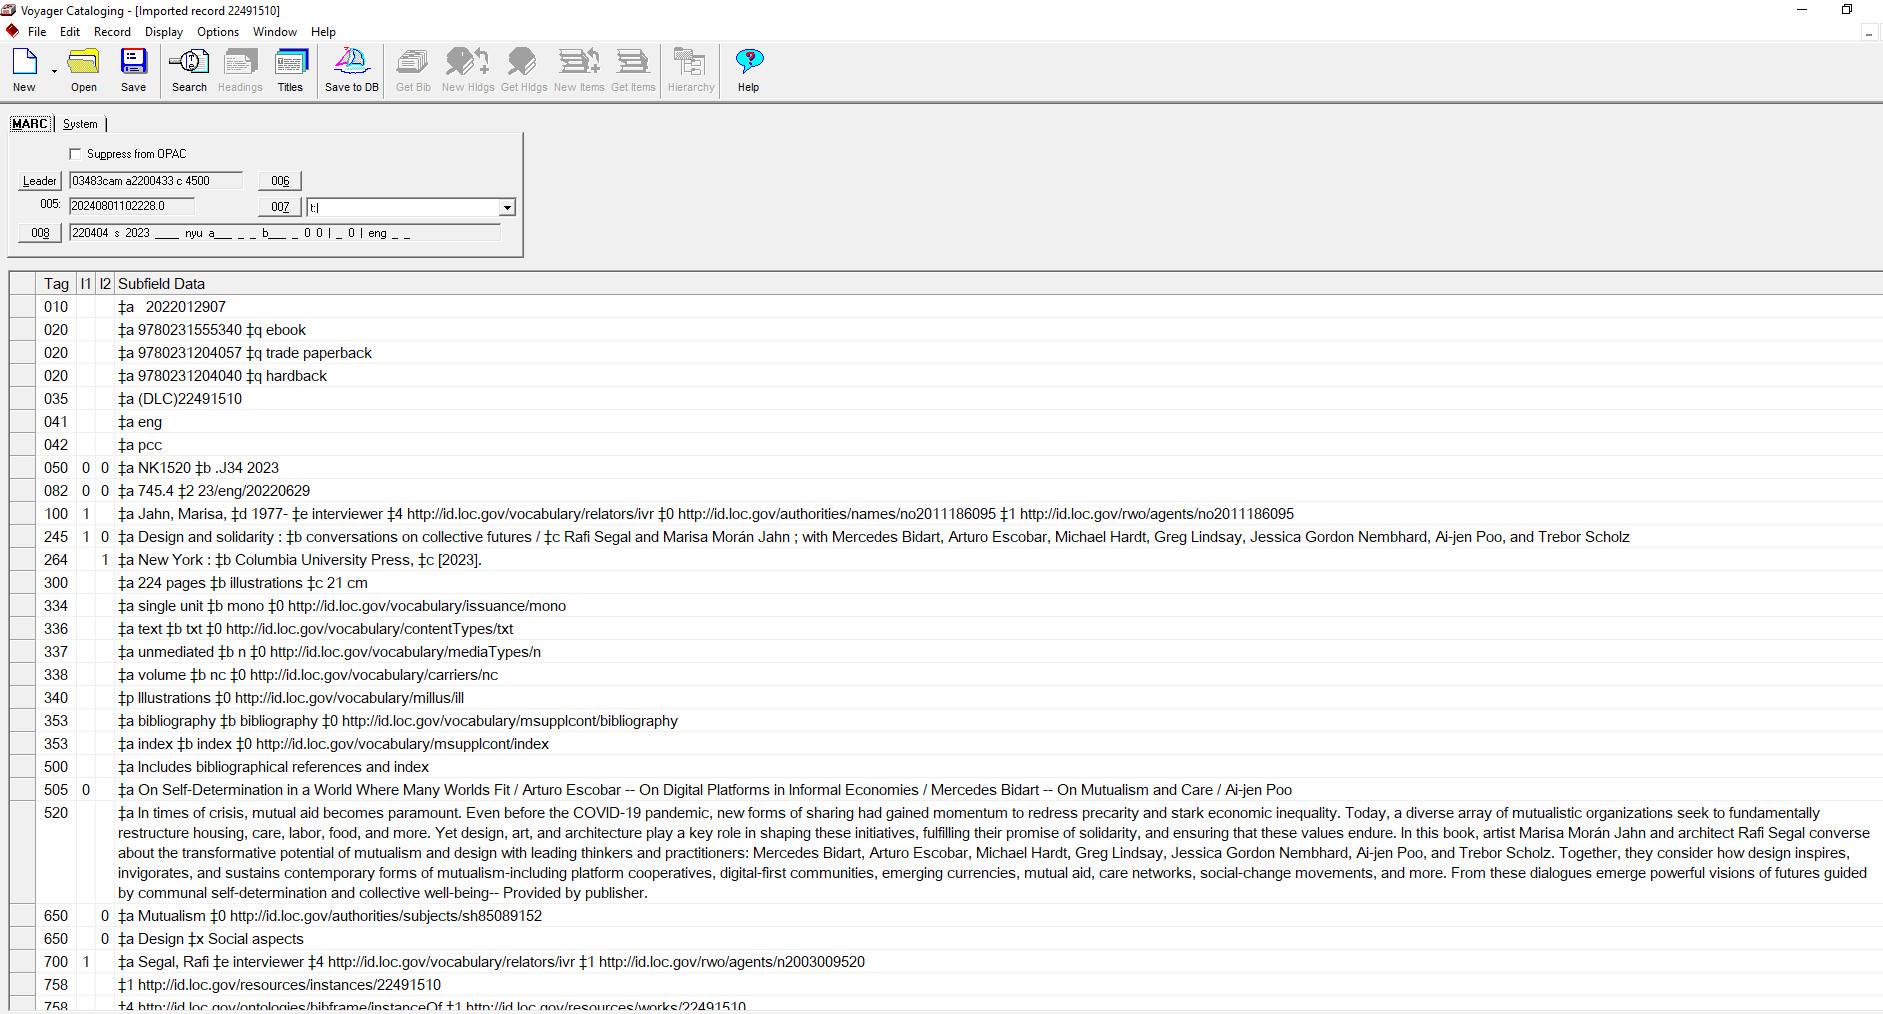 Voyager Cataloging - [Imported record 22491510]
File Edit Record Display Options Window Help
New Open Save Search Headings Titles Save to DB Get Bib New Hldgs Get Hldgs New Items Get Items Hierarchy Help
MARC System
Suppress from OPAC
Leader 03483cam a2200433 c 4500 006
005: 20240801102228.0 007 t:|
008 220404 s 2023 ____ nyu a___ _ _ b___ _ 0 0 | _ 0 | eng _ _
Tag I1 I2 Subfield Data
010 ‡a 2022012907
020 ‡a 9780231555340 ‡q ebook
020 ‡a 9780231204057 ‡q trade paperback
020 ‡a 9780231204040 ‡q hardback
035 ‡a (DLC)22491510
041 ‡a eng
042 ‡a pcc
050 0 0 ‡a NK1520 ‡b .J34 2023
082 0 0 ‡a 745.4 ‡2 23/eng/20220629
100 1 ‡a Jahn, Marisa, ‡d 1977- ‡e interviewer ‡4 http://id.loc.gov/vocabulary/relators/ivr ‡0 http://id.loc.gov/authorities/names/no2011186095 ‡1 http://id.loc.gov/rwo/agents/no2011186095
245 1 0 ‡a Design and solidarity : ‡b conversations on collective futures / ‡c Rafi Segal and Marisa Morán Jahn ; with Mercedes Bidart, Arturo Escobar, Michael Hardt, Greg Lindsay, Jessica Gordon Nembhard, Ai-jen Poo, and Trebor Scholz
264 1 ‡a New York : ‡b Columbia University Press, ‡c [2023].
300 ‡a 224 pages ‡b illustrations ‡c 21 cm
334 ‡a single unit ‡b mono ‡0 http://id.loc.gov/vocabulary/issuance/mono
336 ‡a text ‡b txt ‡0 http://id.loc.gov/vocabulary/contentTypes/txt
337 ‡a unmediated ‡b n ‡0 http://id.loc.gov/vocabulary/mediaTypes/n
338 ‡a volume ‡b nc ‡0 http://id.loc.gov/vocabulary/carriers/nc
340 ‡p Illustrations ‡0 http://id.loc.gov/vocabulary/millus/ill
353 ‡a bibliography ‡b bibliography ‡0 http://id.loc.gov/vocabulary/msupplcont/bibliography
353 ‡a index ‡b index ‡0 http://id.loc.gov/vocabulary/msupplcont/index
500 ‡a Includes bibliographical references and index
505 0 ‡a On Self-Determination in a World Where Many Worlds Fit / Arturo Escobar -- On Digital Platforms in Informal Economies / Mercedes Bidart -- On Mutualism and Care / Ai-jen Poo
520 ‡a In times of crisis, mutual aid becomes paramount. Even before the COVID-19 pandemic, new forms of sharing had gained momentum to redress precarity and stark economic inequality. Today, a diverse array of mutualistic organizations seek to fundamentally
restructure housing, care, labor, food, and more. Yet design, art, and architecture play a key role in shaping these initiatives, fulfilling their promise of solidarity, and ensuring that these values endure. In this book, artist Marisa Morán Jahn and architect Rafi Segal converse
about the transformative potential of mutualism and design with leading thinkers and practitioners: Mercedes Bidart, Arturo Escobar, Michael Hardt, Greg Lindsay, Jessica Gordon Nembhard, Ai-jen Poo, and Trebor Scholz. Together, they consider how design inspires,
invigorates, and sustains contemporary forms of mutualism-including platform cooperatives, digital-first communities, emerging currencies, mutual aid, care networks, social-change movements, and more. From these dialogues emerge powerful visions of futures guided
by communal self-determination and collective well-being-- Provided by publisher.
650 0 ‡a Mutualism ‡0 http://id.loc.gov/authorities/subjects/sh85089152
650 0 ‡a Design ‡x Social aspects
700 1 ‡a Segal, Rafi ‡e interviewer ‡4 http://id.loc.gov/vocabulary/relators/ivr ‡1 http://id.loc.gov/rwo/agents/n2003009520
758 ‡1 http://id.loc.gov/resources/instances/22491510
758 ‡4 http://id.loc.gov/ontologies/bibframe/instanceOf ‡1 http://id.loc.gov/resources/works/22491510